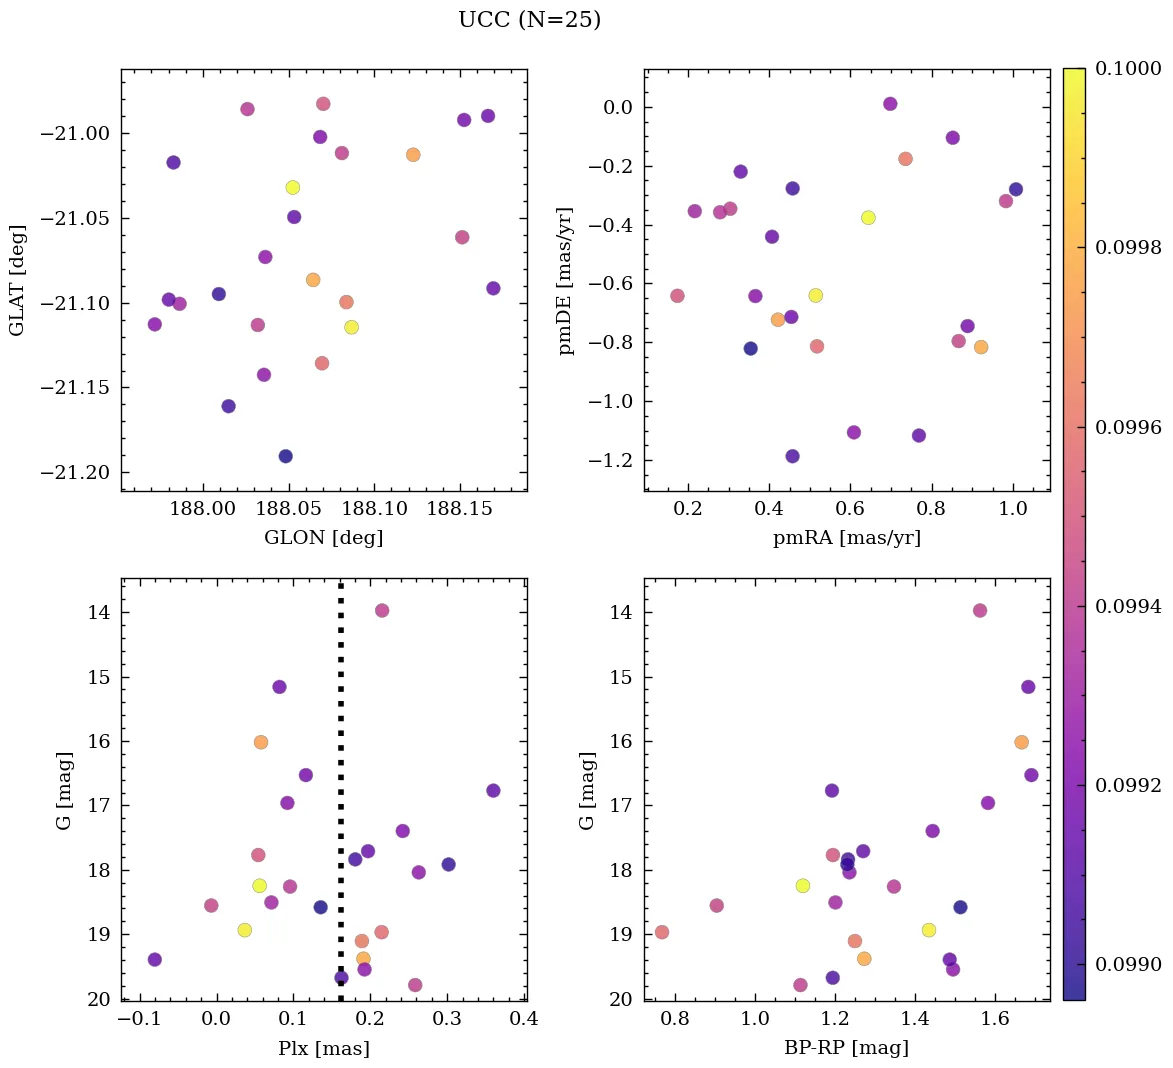 UCC (N=25)
−21.00
−21.05
−21.10
−21.15
−21.20
GLAT [deg]
188.00 188.05 188.10 188.15
GLON [deg]
0.0
−0.2
−0.4
−0.6
−0.8
−1.0
−1.2
pmDE [mas/yr]
0.2 0.4 0.6 0.8 1.0
pmRA [mas/yr]
0.1000
0.0998
0.0996
0.0994
0.0992
0.0990
14
15
16
17
18
19
20
G [mag]
−0.1 0.0 0.1 0.2 0.3 0.4
Plx [mas]
14
15
16
17
18
19
20
G [mag]
0.8 1.0 1.2 1.4 1.6
BP-RP [mag]